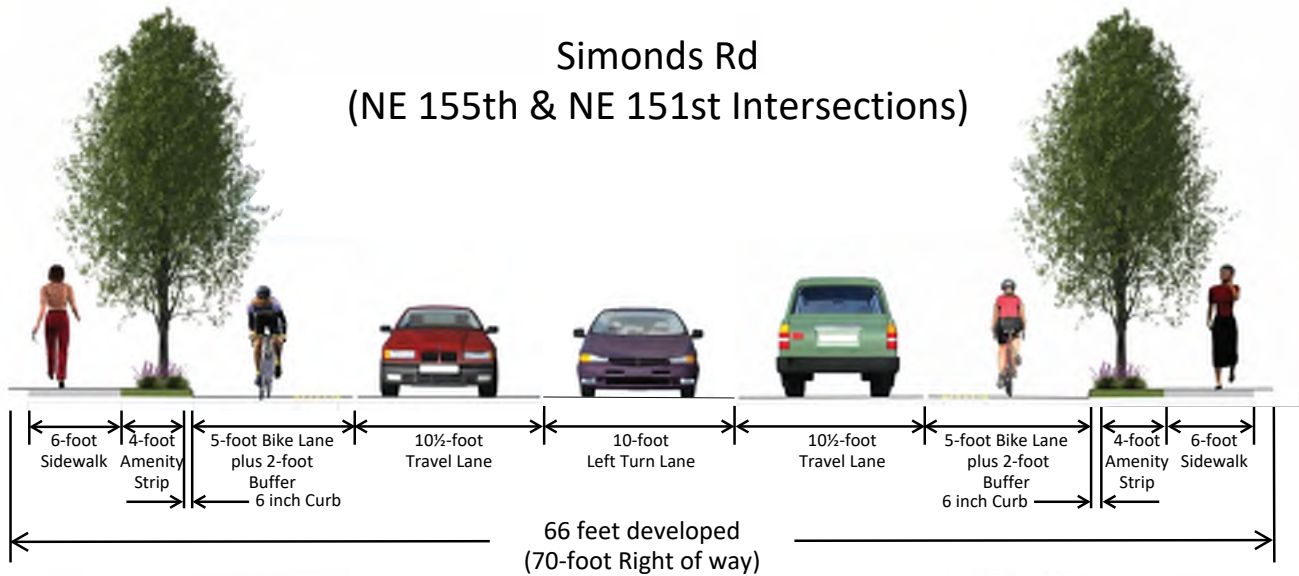 Simonds Rd
(NE 155th & NE 151st Intersections)
6-foot
Sidewalk
4-foot
Amenity
Strip
5-foot Bike Lane
plus 2-foot
Buffer
6 inch Curb
10½-foot
Travel Lane
10-foot
Left Turn Lane
10½-foot
Travel Lane
5-foot Bike Lane
plus 2-foot
Buffer
6 inch Curb
4-foot
Amenity
Strip
6-foot
Sidewalk
66 feet developed
(70-foot Right of way)